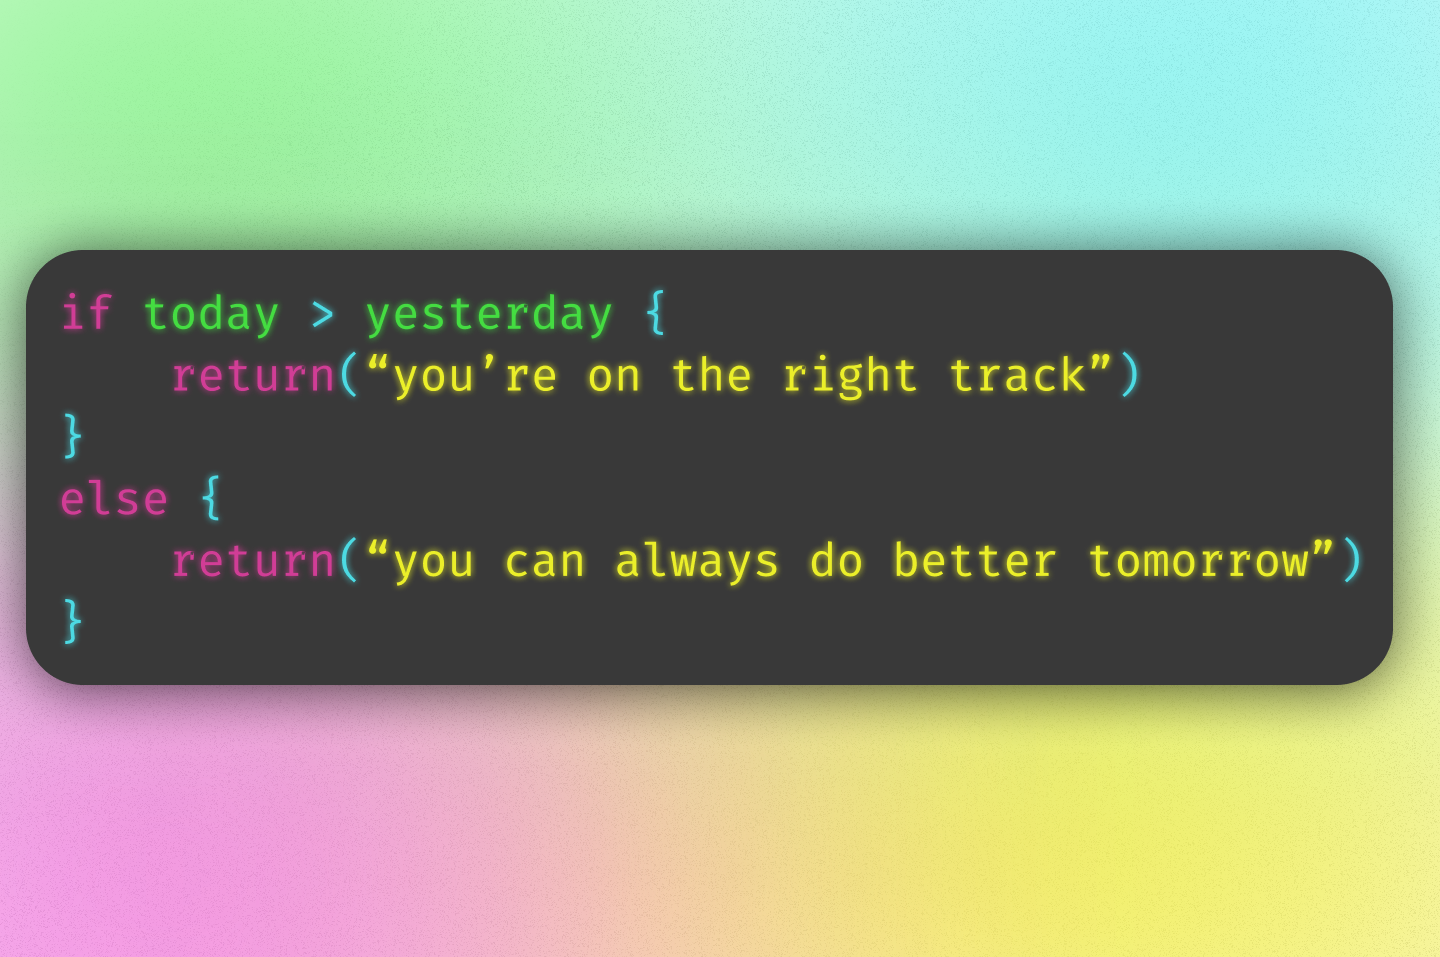 if today > yesterday {
    return(“you’re on the right track”)
}
else {
    return(“you can always do better tomorrow”)
}